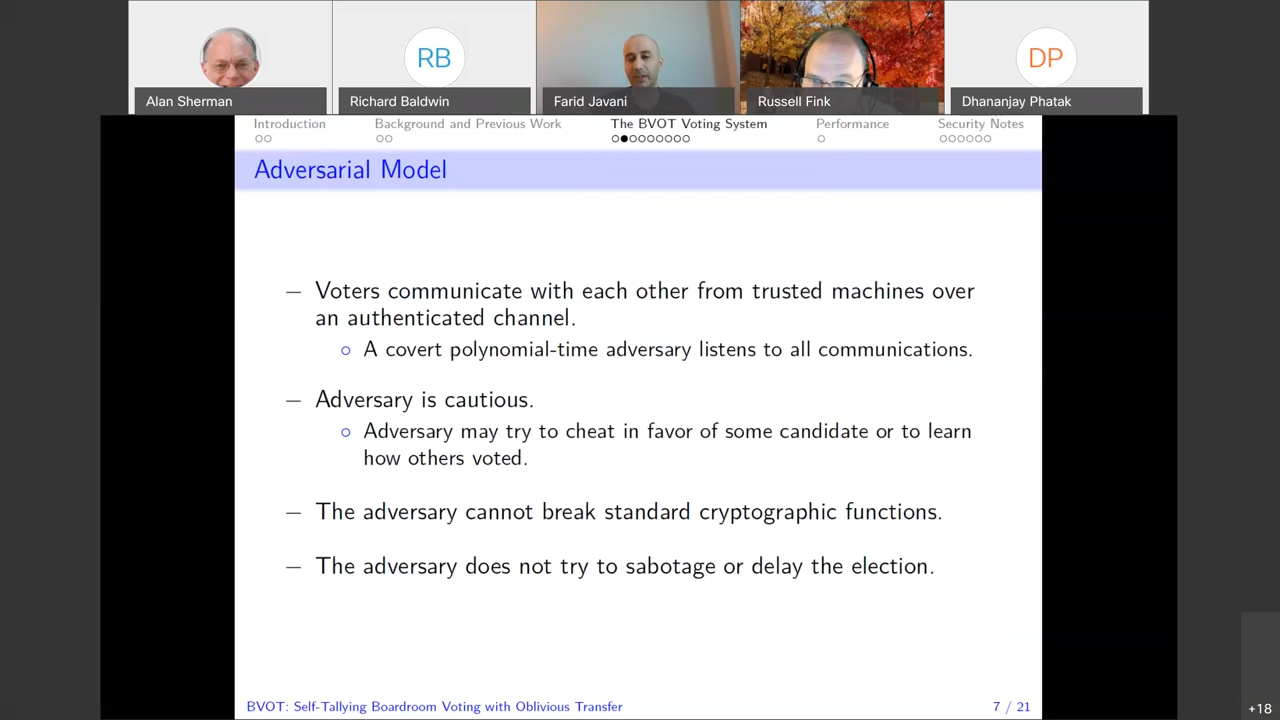 RB
DP
Alan Sherman
Richard Baldwin
Farid Javani
Russell Fink
Dhananjay Phatak
Introduction
Background and Previous Work
The BVOT Voting System
Performance
Security Notes
Adversarial Model
– Voters communicate with each other from trusted machines over
an authenticated channel.
○ A covert polynomial-time adversary listens to all communications.
– Adversary is cautious.
○ Adversary may try to cheat in favor of some candidate or to learn
how others voted.
– The adversary cannot break standard cryptographic functions.
– The adversary does not try to sabotage or delay the election.
BVOT: Self-Tallying Boardroom Voting with Oblivious Transfer
7 / 21
+18